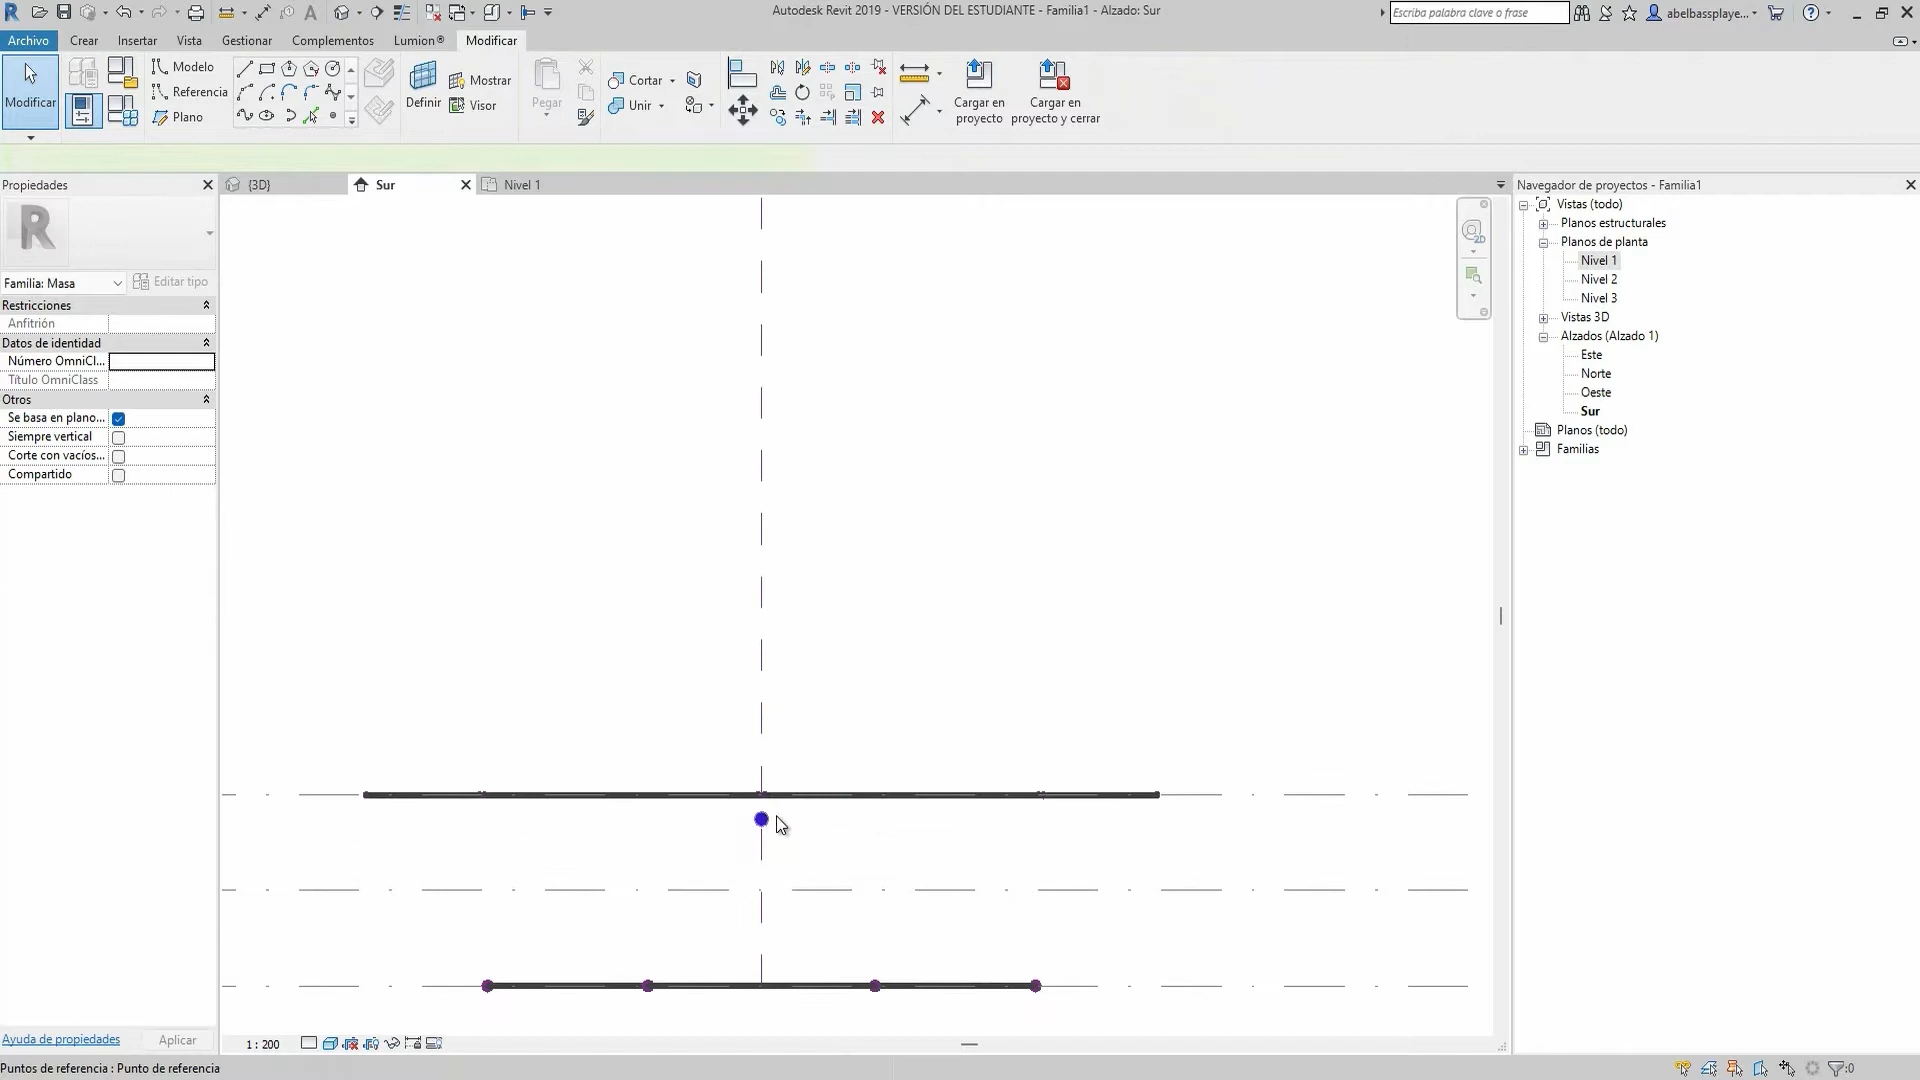 Autodesk Revit 2019 - VERSIÓN DEL ESTUDIANTE - Familia1 - Alzado: Sur
Escriba palabra clave o frase
abelbassplaye...
Archivo
Crear
Insertar
Vista
Gestionar
Complementos
Lumion®
Modificar
Modificar
Modelo
Referencia
Plano
Definir
Mostrar
Visor
Pegar
Cortar
Unir
Cargar en
proyecto
Cargar en
proyecto y cerrar
Propiedades
R
Familia: Masa
Editar tipo
Restricciones
Anfitrión
Datos de identidad
Número OmniCl...
Título OmniClass
Otros
Se basa en plano...
Siempre vertical
Corte con vacíos...
Compartido
Ayuda de propiedades
Aplicar
{3D}
Sur
Nivel 1
2D
1 : 200
Navegador de proyectos - Familia1
Vistas (todo)
Planos estructurales
Planos de planta
Nivel 1
Nivel 2
Nivel 3
Vistas 3D
Alzados (Alzado 1)
Este
Norte
Oeste
Sur
Planos (todo)
Familias
Puntos de referencia : Punto de referencia
:0